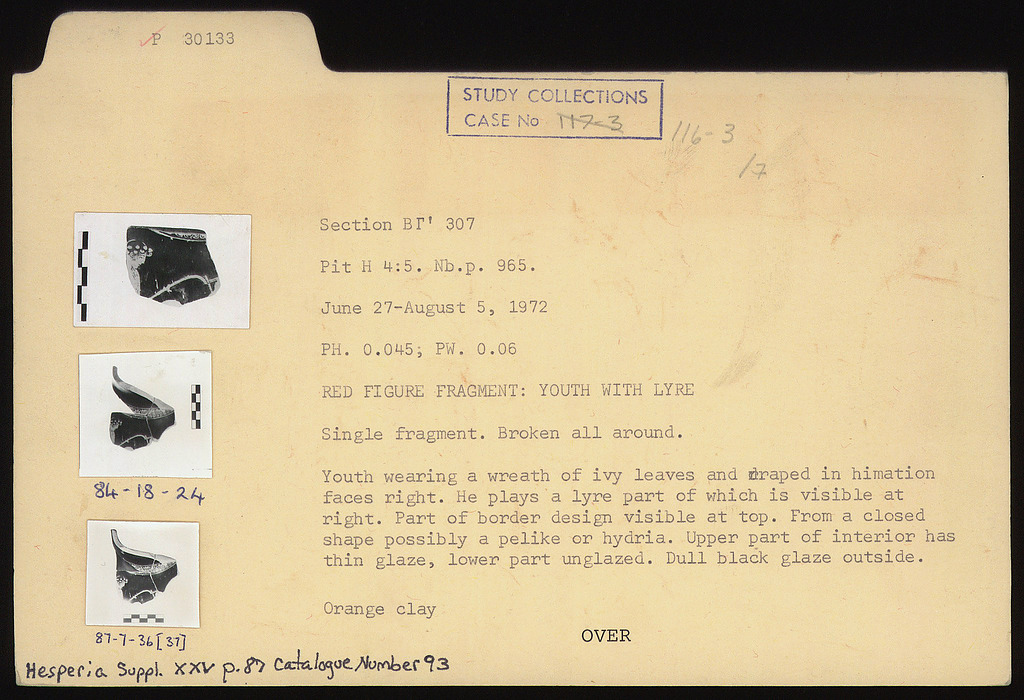 P 30133
STUDY COLLECTIONS
CASE No 117-3
116-3
/7
Section ΒΓ' 307
Pit H 4:5. Nb.p. 965.
June 27-August 5, 1972
PH. 0.045; PW. 0.06
RED FIGURE FRAGMENT: YOUTH WITH LYRE
Single fragment. Broken all around.
Youth wearing a wreath of ivy leaves and draped in himation
faces right. He plays a lyre part of which is visible at
right. Part of border design visible at top. From a closed
shape possibly a pelike or hydria. Upper part of interior has
thin glaze, lower part unglazed. Dull black glaze outside.
Orange clay
OVER
84-18-24
87-7-36[37]
Hesperia Suppl. XXV p.87 Catalogue Number 93